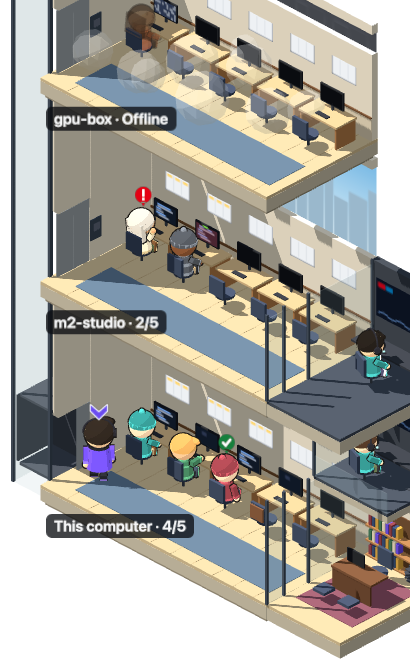 gpu-box · Offline
m2-studio · 2/5
This computer · 4/5